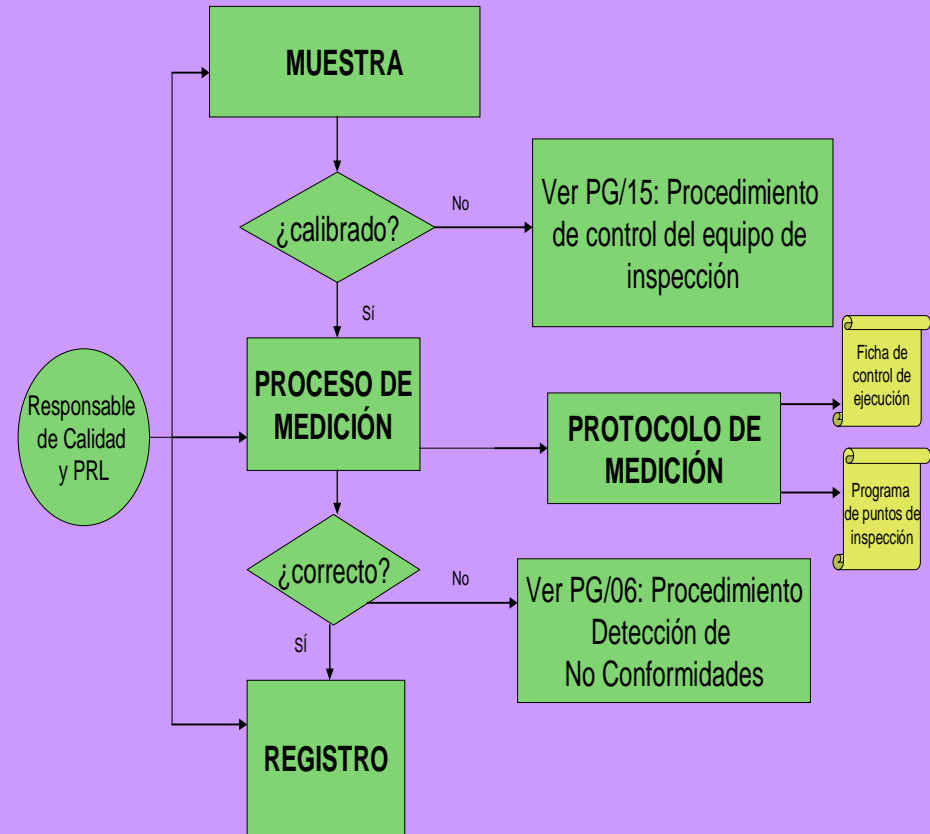 MUESTRA
¿calibrado?
No
Ver PG/15: Procedimiento
de control del equipo de
inspección
Sí
Responsable
de Calidad
y PRL
PROCESO DE
MEDICIÓN
PROTOCOLO DE
MEDICIÓN
Ficha de
control de
ejecución
Programa
de puntos de
inspección
¿correcto?
No
Ver PG/06: Procedimiento
Detección de
No Conformidades
SÍ
REGISTRO